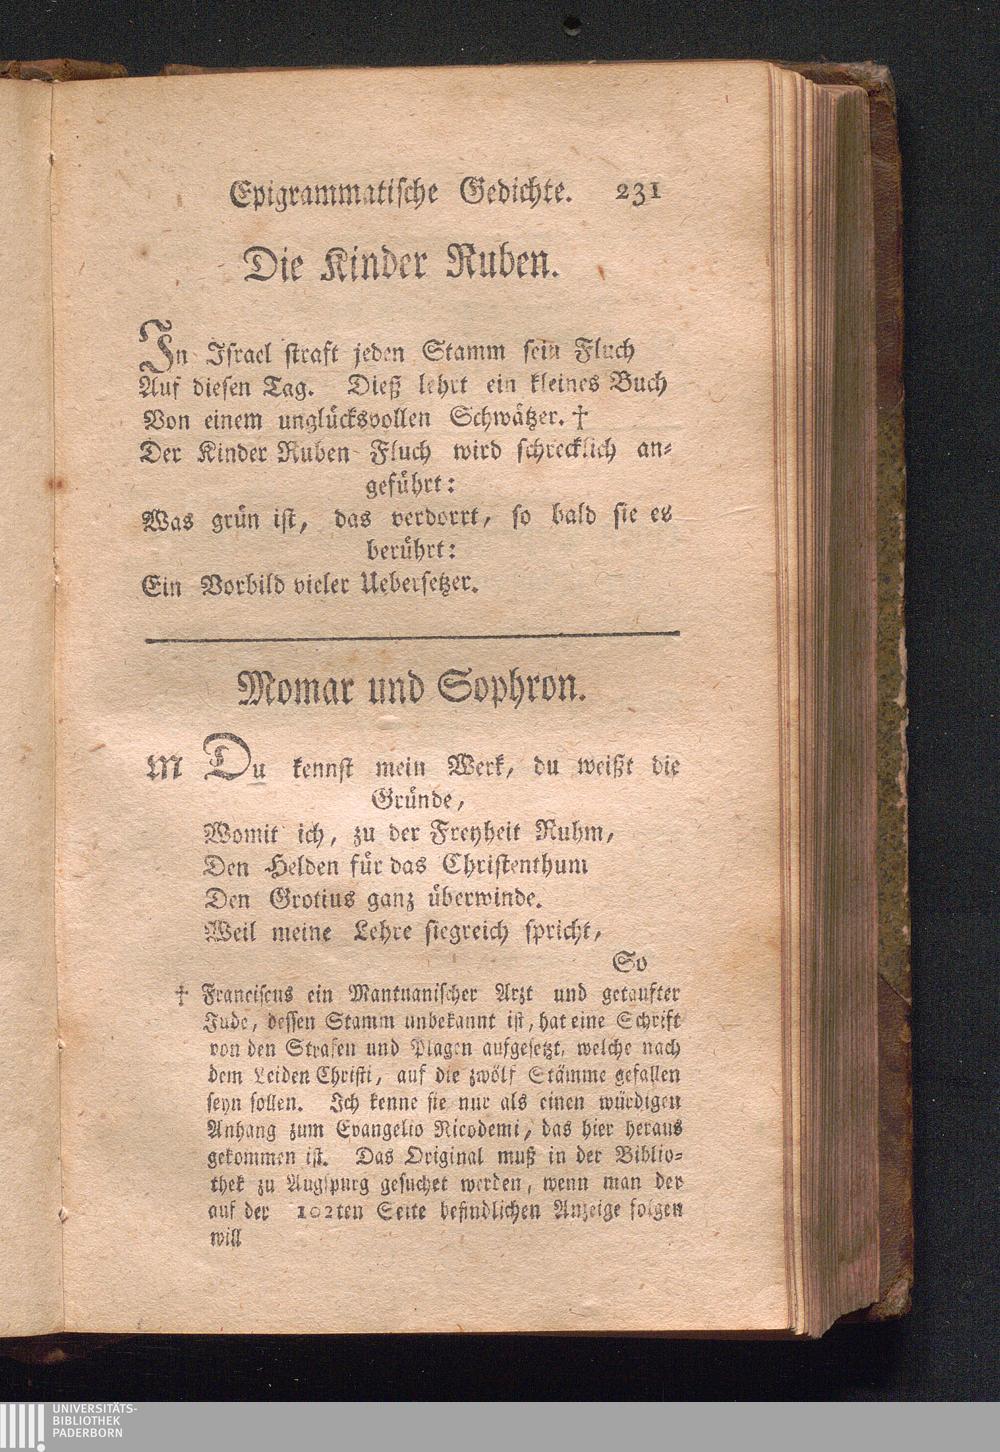 Epigrammatische Gedichte. 231
Die Kinder Ruben.
In Israel straft jeden Stamm sein Fluch
Auf diesen Tag. Dieß lehrt ein kleines Buch
Von einem unglücksvollen Schwätzer. †
Der Kinder Ruben Fluch wird schrecklich an-
geführt:
Was grün ist, das verdorrt, so bald sie es
berührt:
Ein Vorbild vieler Uebersetzer.
Momar und Sophron.
M Du kennst mein Werk, du weißt die
Gründe,
Womit ich, zu der Freyheit Ruhm,
Den Helden für das Christenthum
Den Grotius ganz überwinde.
Weil meine Lehre siegreich spricht,
So
† Franciscus ein Mantuanischer Arzt und getaufter
Jude, dessen Stamm unbekannt ist, hat eine Schrift
von den Strafen und Plagen aufgesetzt, welche nach
dem Leiden Christi, auf die zwölf Stämme gefallen
seyn sollen. Ich kenne sie nur als einen würdigen
Anhang zum Evangelio Nicodemi, das hier heraus
gekommen ist. Das Original muß in der Biblio-
thek zu Augspurg gesuchet werden, wenn man der
auf der 102ten Seite befindlichen Anzeige folgen
will
UNIVERSITÄTS-
BIBLIOTHEK
PADERBORN